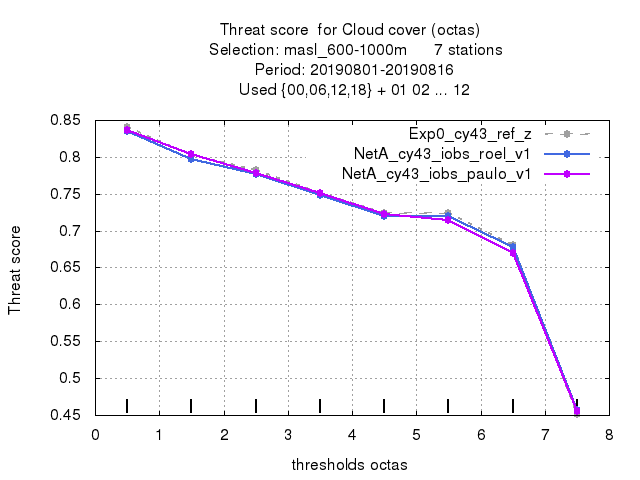 Threat score  for Cloud cover (octas)
Selection: masl_600-1000m      7 stations
Period: 20190801-20190816
Used {00,06,12,18} + 01 02 ... 12
0.85
0.8
0.75
0.7
0.65
0.6
0.55
0.5
0.45
Threat score
Exp0_cy43_ref_z
NetA_cy43_iobs_roel_v1
NetA_cy43_iobs_paulo_v1
0 1 2 3 4 5 6 7 8
thresholds octas